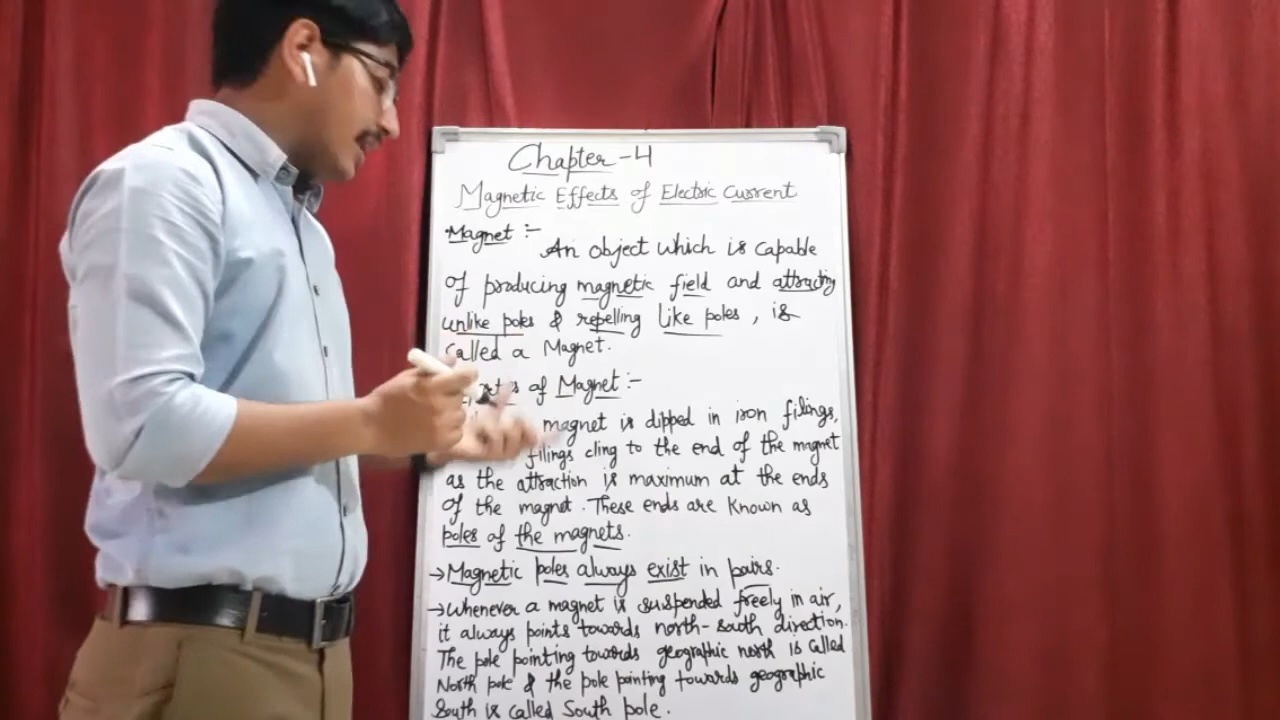 Chapter-4
Magnetic Effects of Electric Current
Magnet :-
An object which is capable
of producing magnetic field and attracting
unlike poles & repelling like poles, is
called a Magnet.
of Magnet :-
magnet is dipped in iron filings,
filings cling to the end of the magnet
as the attraction is maximum at the ends
of the magnet. These ends are known as
poles of the magnets.
→ Magnetic poles always exist in pairs.
→ Whenever a magnet is suspended freely in air,
it always points towards north-south direction.
The pole pointing towards geographic north is called
North pole & the pole pointing towards geographic
South is called South pole.